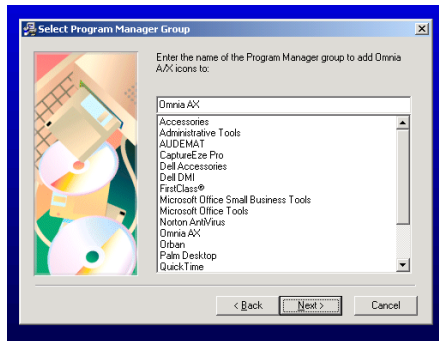 Select Program Manager Group
Enter the name of the Program Manager group to add Omnia
A/X icons to:
Omnia AX
Accessories
Administrative Tools
AUDEMAT
CaptureEze Pro
Dell Accessories
Dell DMI
FirstClass®
Microsoft Office Small Business Tools
Microsoft Office Tools
Norton AntiVirus
Omnia AX
Orban
Palm Desktop
QuickTime
< Back
Next >
Cancel